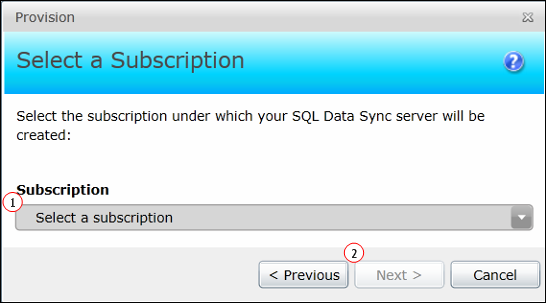 Provision
Select a Subscription
?
Select the subscription under which your SQL Data Sync server will be
created:
Subscription
1
Select a subscription
2
< Previous
Next >
Cancel